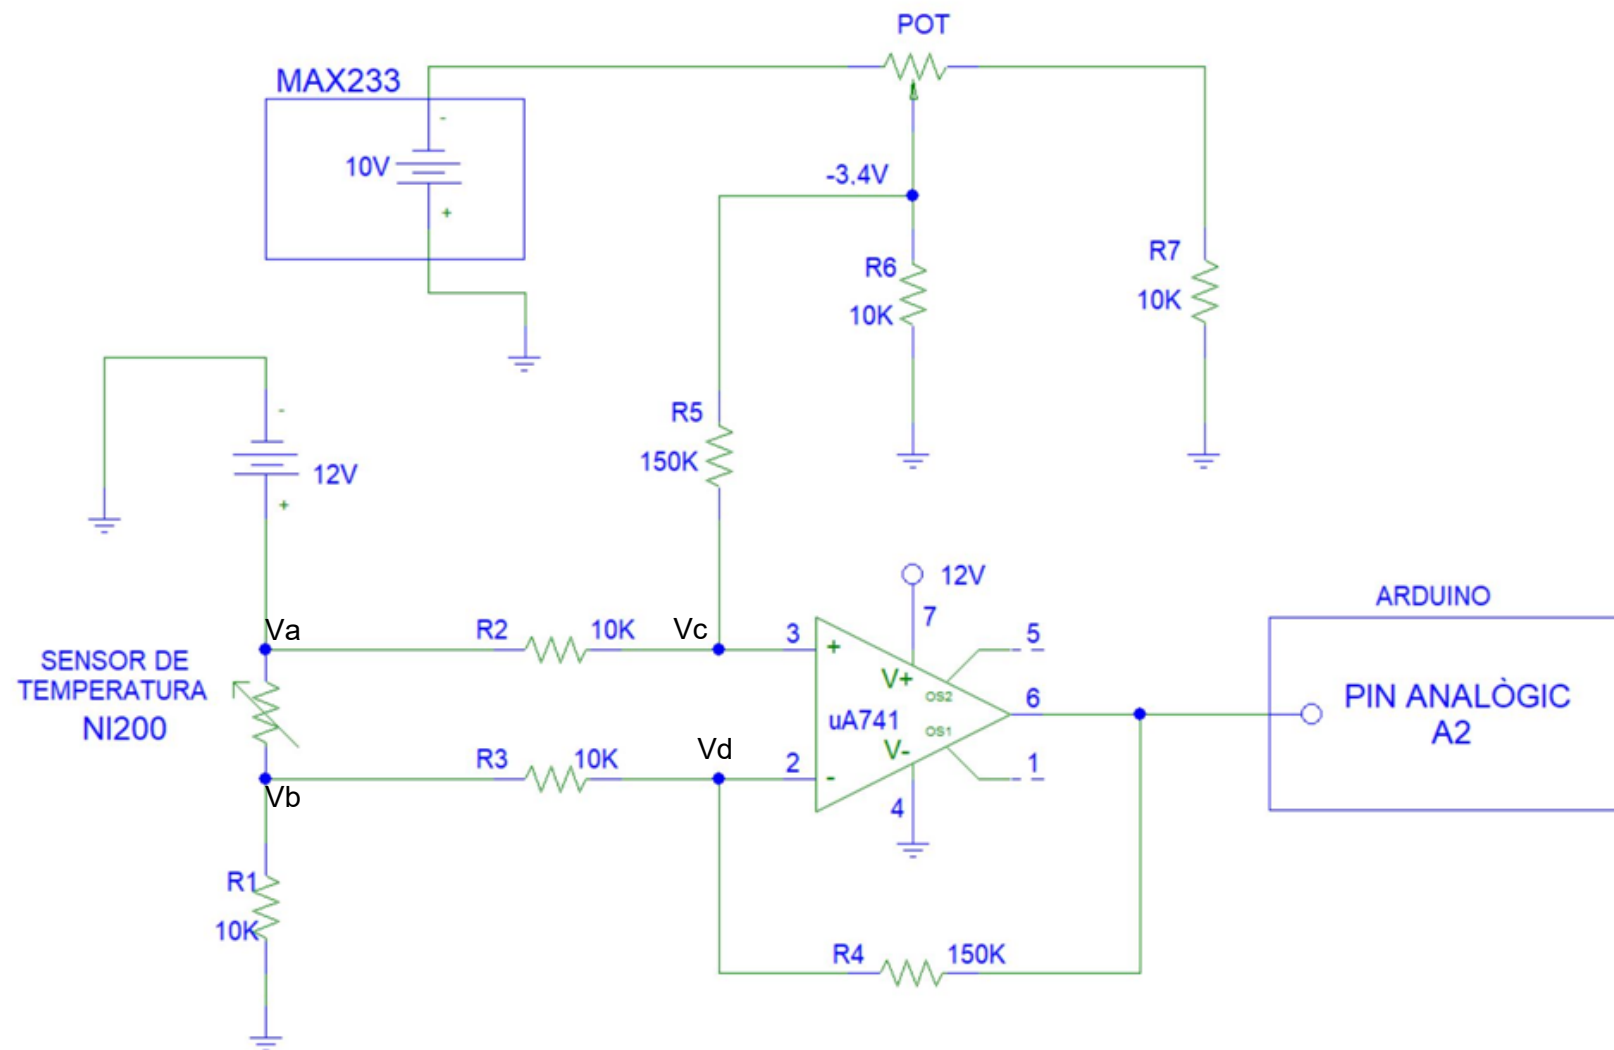 POT
MAX233
-
10V
+
-3,4V
R6
10K
R7
10K
-
12V
+
R5
150K
12V
7
ARDUINO
Va
R2
10K
Vc
3
+
5
V+
OS2
6
SENSOR DE
TEMPERATURA
NI200
uA741
OS1
PIN ANALÒGIC
A2
V-
R3
10K
Vd
2
-
1
Vb
4
R1
10K
R4
150K